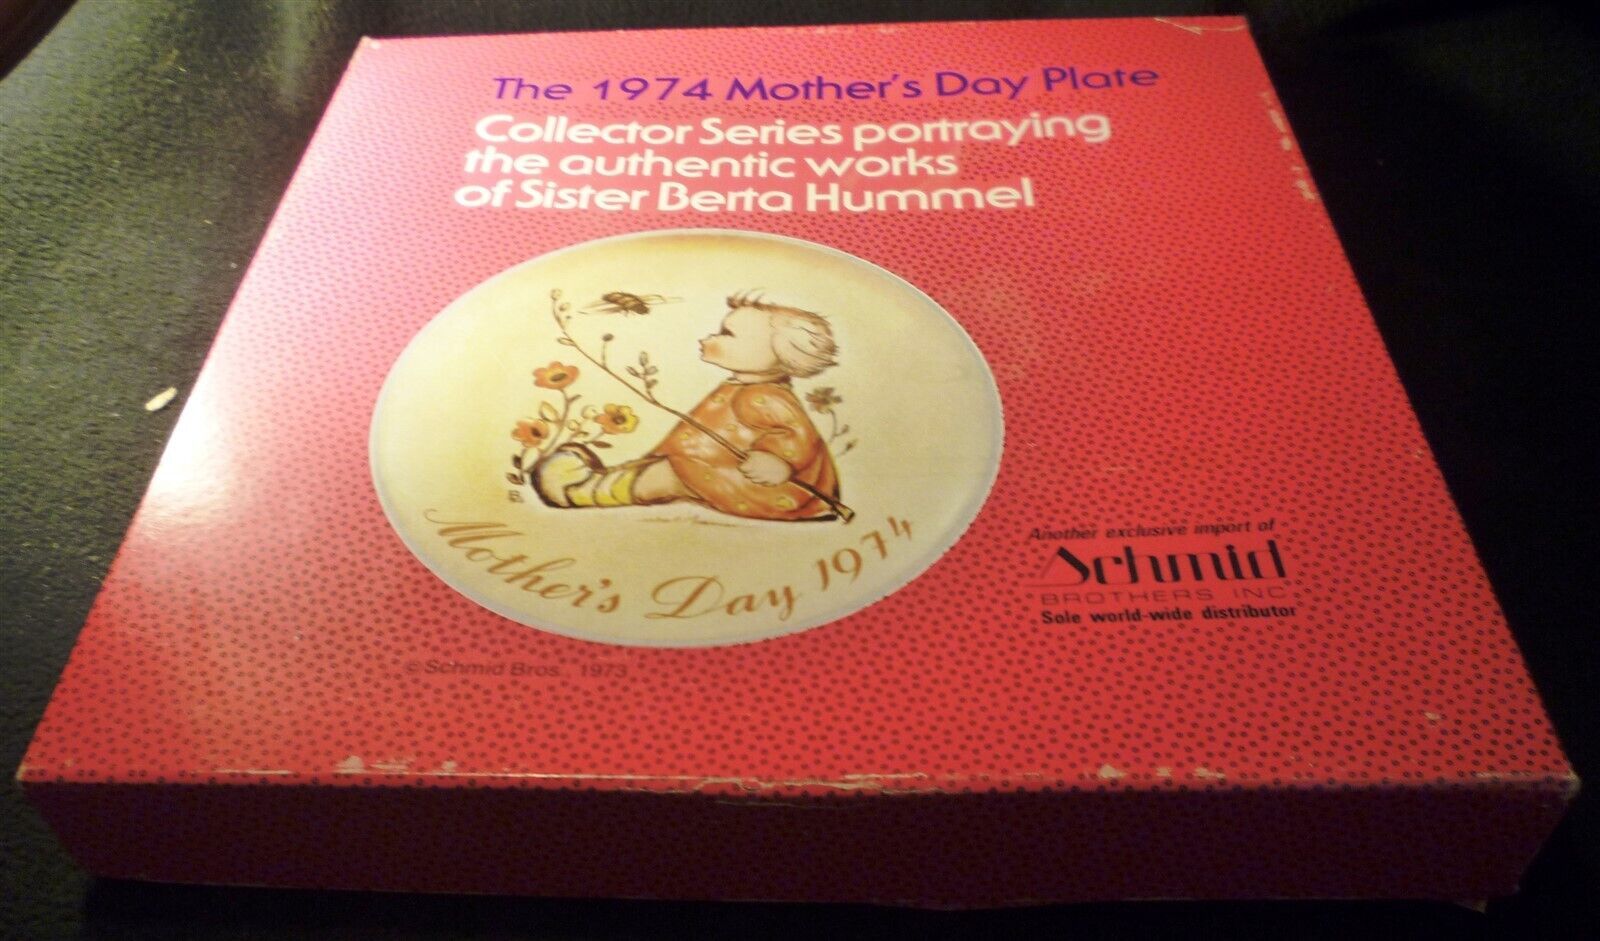 The 1974 Mother's Day Plate
Collector Series portraying
the authentic works
of Sister Berta Hummel
Mother's Day 1974
Another exclusive import of
Schmid
BROTHERS INC
Sole world-wide distributor
© Schmid Bros. 1973